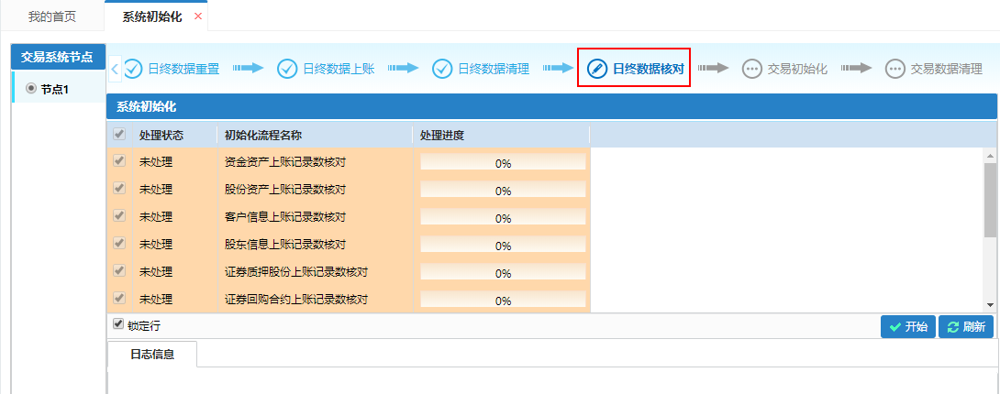 我的首页 系统初始化 ×
交易系统节点
节点1
日终数据重置 日终数据上账 日终数据清理 日终数据核对 交易初始化 交易数据清理
系统初始化
处理状态 初始化流程名称 处理进度
未处理 资金资产上账记录数核对 0%
未处理 股份资产上账记录数核对 0%
未处理 客户信息上账记录数核对 0%
未处理 股东信息上账记录数核对 0%
未处理 证券质押股份上账记录数核对 0%
未处理 证券回购合约上账记录数核对 0%
锁定行 开始 刷新
日志信息